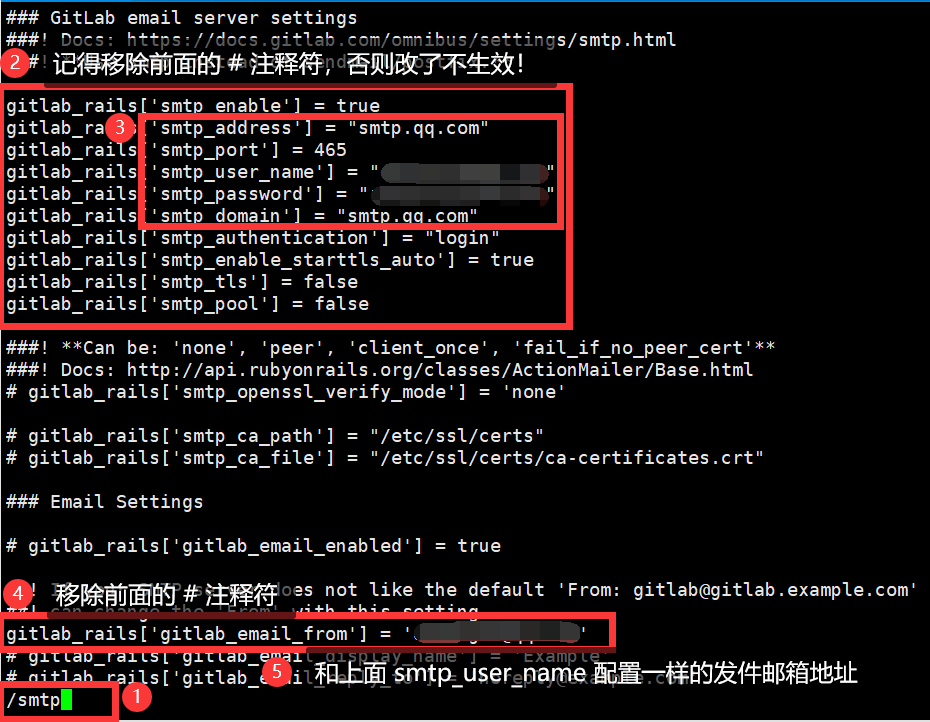 ### GitLab email server settings
###! Docs: https://docs.gitlab.com/omnibus/settings/smtp.html
2 记得移除前面的 # 注释符，否则改了不生效！
gitlab_rails['smtp_enable'] = true
gitlab_rails['smtp_address'] = "smtp.qq.com"
3
gitlab_rails['smtp_port'] = 465
gitlab_rails['smtp_user_name'] = " "
gitlab_rails['smtp_password'] = " "
gitlab_rails['smtp_domain'] = "smtp.qq.com"
gitlab_rails['smtp_authentication'] = "login"
gitlab_rails['smtp_enable_starttls_auto'] = true
gitlab_rails['smtp_tls'] = false
gitlab_rails['smtp_pool'] = false
###! **Can be: 'none', 'peer', 'client_once', 'fail_if_no_peer_cert'**
###! Docs: http://api.rubyonrails.org/classes/ActionMailer/Base.html
# gitlab_rails['smtp_openssl_verify_mode'] = 'none'
# gitlab_rails['smtp_ca_path'] = "/etc/ssl/certs"
# gitlab_rails['smtp_ca_file'] = "/etc/ssl/certs/ca-certificates.crt"
### Email Settings
# gitlab_rails['gitlab_email_enabled'] = true
4 移除前面的 # 注释符
does not like the default 'From: gitlab@gitlab.example.com'
can change the 'From' with this setting.
gitlab_rails['gitlab_email_from'] = ' '
# gitlab_rails['gitlab_email_display_name'] = 'Example'
5 和上面 smtp_user_name 配置一样的发件邮箱地址
# gitlab_rails['gitlab_email_reply_to'] = 'noreply@example.com'
/smtp
1